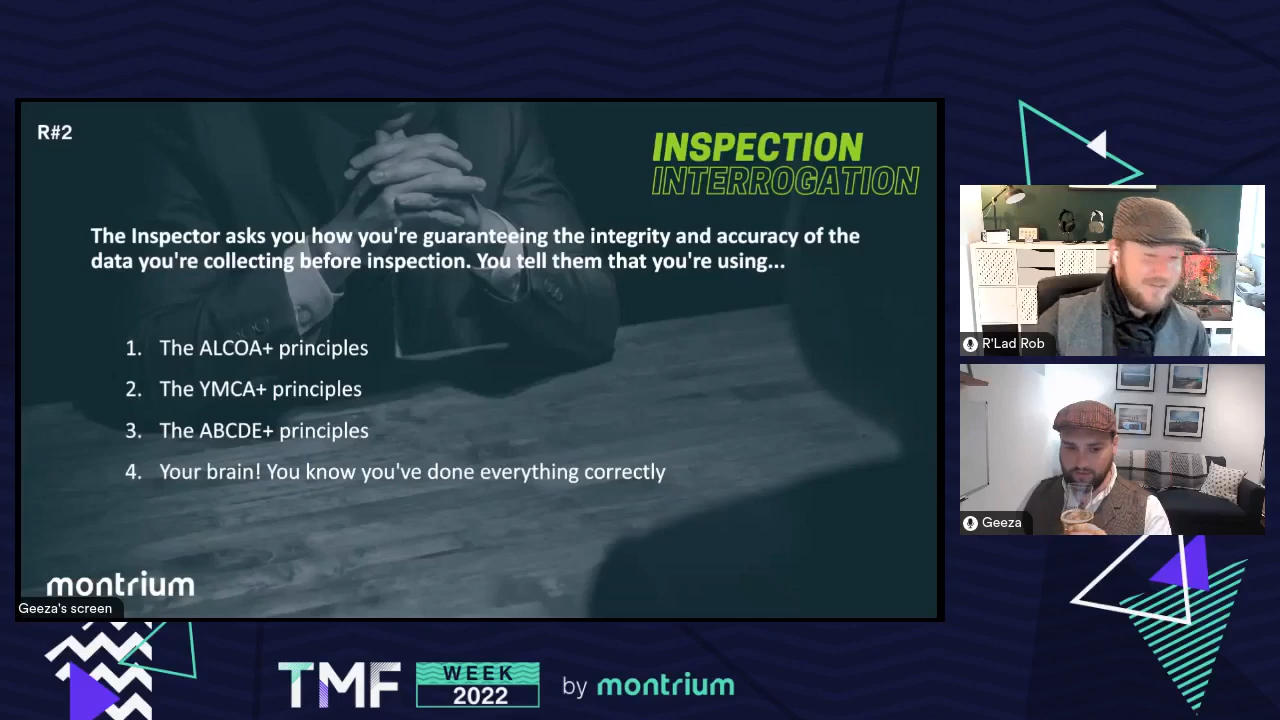 R#2
INSPECTION
INTERROGATION
The Inspector asks you how you're guaranteeing the integrity and accuracy of the
data you're collecting before inspection. You tell them that you're using...
1. The ALCOA+ principles
2. The YMCA+ principles
3. The ABCDE+ principles
4. Your brain! You know you've done everything correctly
montrium
Geeza's screen
R'Lad Rob
Geeza
TMF WEEK 2022 by montrium